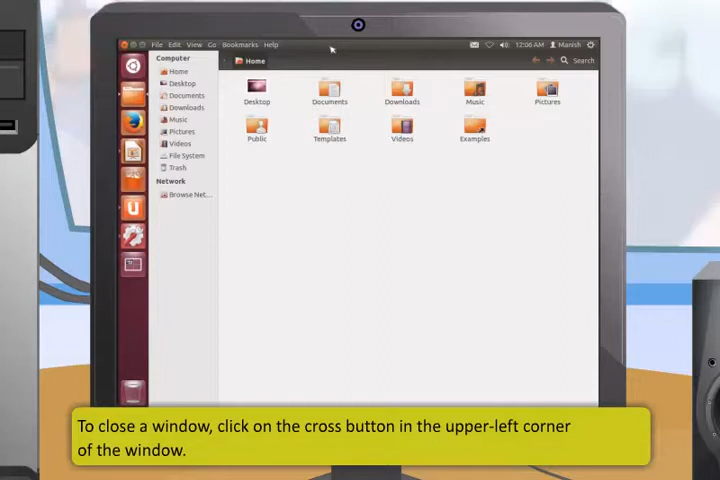 File Edit View Go Bookmarks Help
12:06 AM Manish
Computer
Home
Desktop
Documents
Downloads
Music
Pictures
Videos
File System
Trash
Network
Browse Net...
Home
Search
Desktop Documents Downloads Music Pictures
Public Templates Videos Examples
To close a window, click on the cross button in the upper-left corner
of the window.